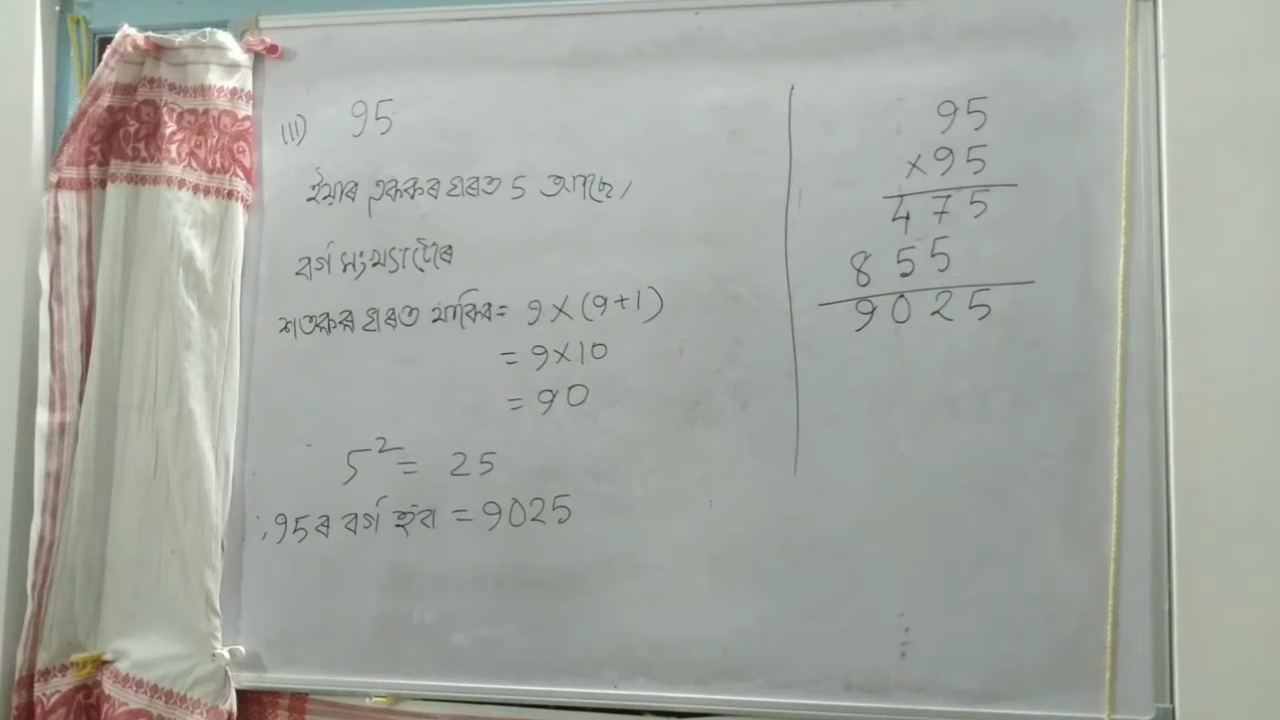 III) 95
ইয়াৰ এককৰ ঘৰত 5 আছে,
বৰ্গ সংখ্যাটোৰ
শতকৰ ঘৰত থাকিব = 9 × (9+1)
= 9×10
= 90
5² = 25
∴ 95ৰ বৰ্গ হ'ব = 9025
95
×95
475
855
9025